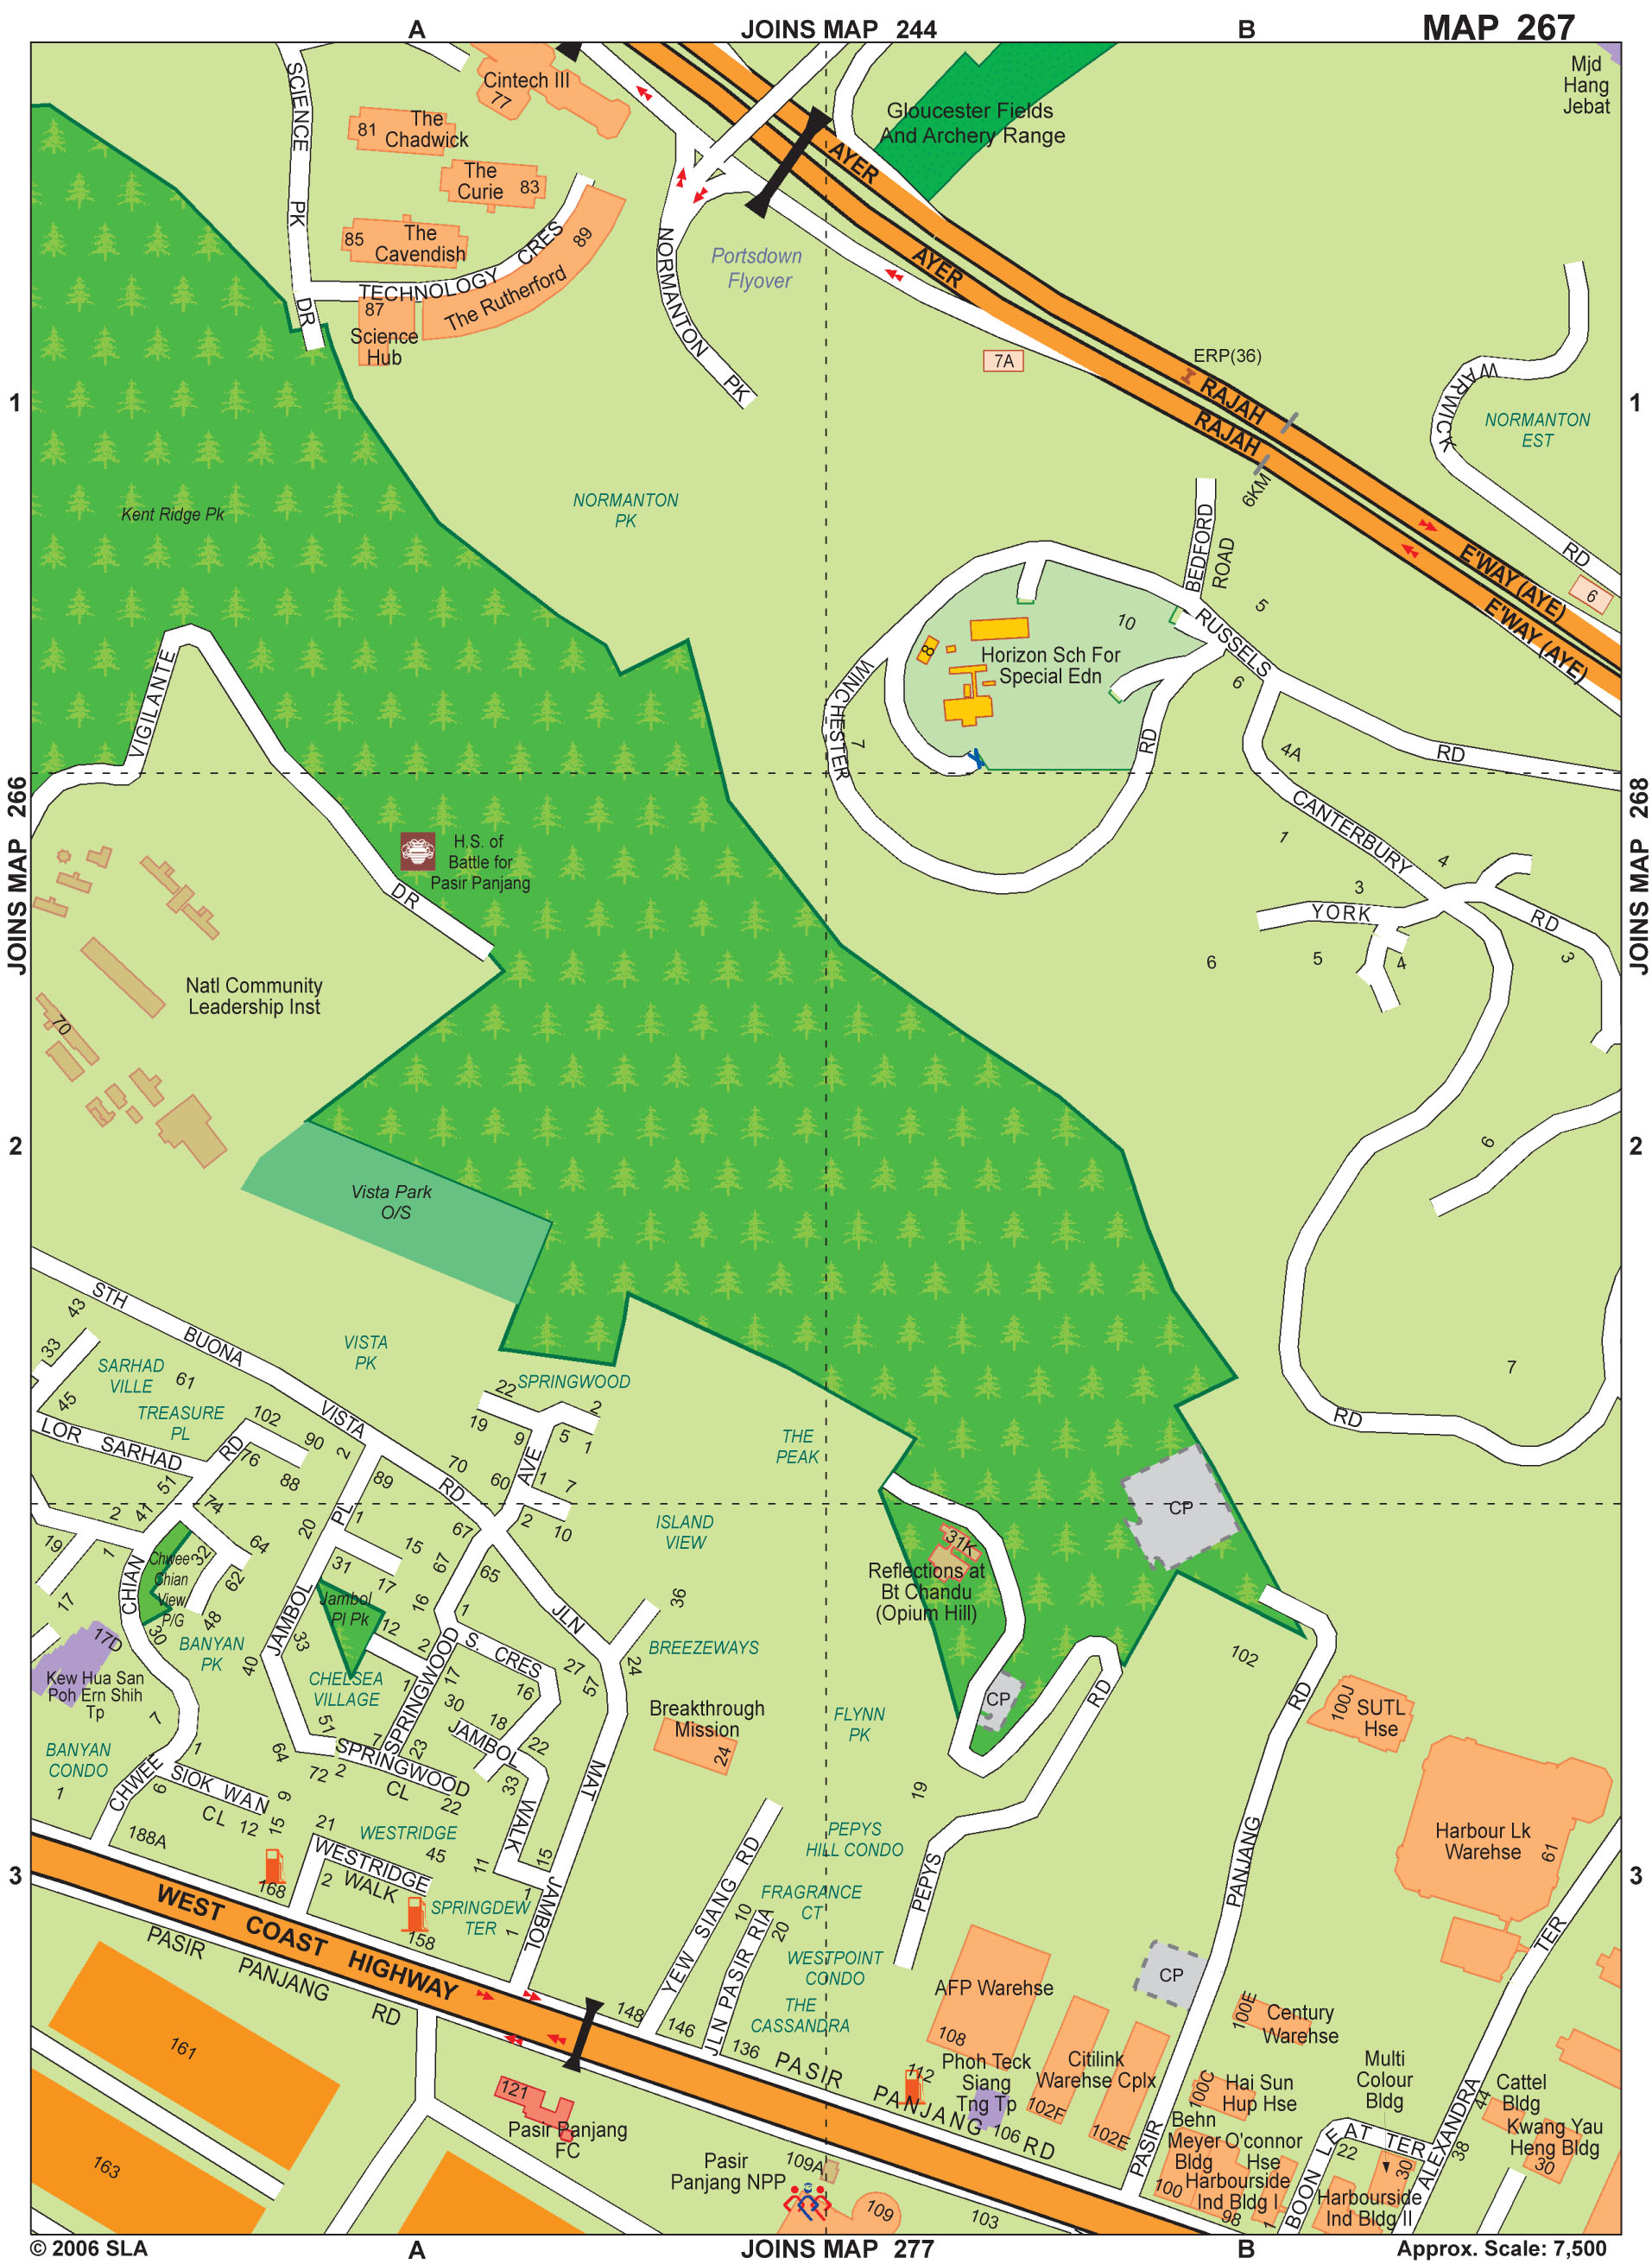 A
JOINS MAP 244
B
MAP 267
Mjd
Hang
Jebat
SCIENCE
PK
DR
Cintech III
77
81
The
Chadwick
The
Curie
83
85
The
Cavendish
TECHNOLOGY
CRES
89
87
The Rutherford
Science
Hub
Gloucester Fields
And Archery Range
AYER
AYER
Portsdown
Flyover
NORMANTON
PK
7A
ERP(36)
RAJAH
RAJAH
6KM
WARWICK
RD
NORMANTON
EST
1
1
Kent Ridge Pk
NORMANTON
PK
BEDFORD
ROAD
E'WAY (AYE)
E'WAY (AYE)
6
5
10
RUSSELS
6
8
Horizon Sch For
Special Edn
WINCHESTER
7
RD
4A
RD
VIGILANTE
DR
JOINS MAP 266
JOINS MAP 268
H.S. of
Battle for
Pasir Panjang
CANTERBURY
1
4
3
YORK
RD
6
5
4
3
Natl Community
Leadership Inst
70
2
2
6
Vista Park
O/S
7
RD
STH
BUONA
VISTA
RD
43
33
45
SARHAD
VILLE
61
TREASURE
PL
VISTA
PK
SPRINGWOOD
22
2
19
9
5
1
LOR SARHAD
RD
102
76
90
2
88
89
70
60
AVE
1
7
THE
PEAK
51
41
74
2
20
PL
1
67
2
10
ISLAND
VIEW
CP
19
1
17
CHIAN
Chwee
Chian
View
P/G
32
64
62
48
30
31
15
17
67
65
16
Jambol
Pl Pk
12
1
2
JLN
36
31K
Reflections at
Bt Chandu
(Opium Hill)
17D
Kew Hua San
Poh Ern Shih
Tp
BANYAN
PK
JAMBOL
33
40
CHELSEA
VILLAGE
1
17
SPRINGWOOD
S. CRES
16
27
57
24
BREEZEWAYS
102
7
BANYAN
CONDO
1
51
64
1
30
18
JAMBOL
22
23
Breakthrough
Mission
24
FLYNN
PK
CP
RD
RD
100J
SUTL
Hse
CHWEE
1
6
SIOK WAN
CL
9
12
15
72
2
SPRINGWOOD
CL
22
33
WALK
MAT
19
188A
21
WESTRIDGE
45
11
15
YEW SIANG RD
PEPYS
HILL CONDO
PEPYS
PANJANG
Harbour Lk
Warehse
61
3
3
168
2
WESTRIDGE
WALK
SPRINGDEW
TER
1
1
JAMBOL
158
10
20
FRAGRANCE
CT
WESTPOINT
CONDO
JLN PASIR RIA
THE
CASSANDRA
AFP Warehse
108
CP
TER
WEST COAST HIGHWAY
PASIR
PANJANG
RD
148
146
136
PASIR
PANJANG
RD
112
Phoh Teck
Siang
Tng Tp
106
Citilink
Warehse Cplx
102F
102E
100E
Century
Warehse
100C
Hai Sun
Hup Hse
Multi
Colour
Bldg
44
Cattel
Bldg
Kwang Yau
Heng Bldg
30
161
163
121
Pasir Panjang
FC
Pasir
Panjang NPP
109A
109
103
PASIR
Behn
Meyer
Bldg
O'connor
Hse
100
Harbourside
Ind Bldg I
98
1
BOON LEAT TER
22
30
38
ALEXANDRA
Harbourside
Ind Bldg II
© 2006 SLA
A
JOINS MAP 277
B
Approx. Scale: 7,500